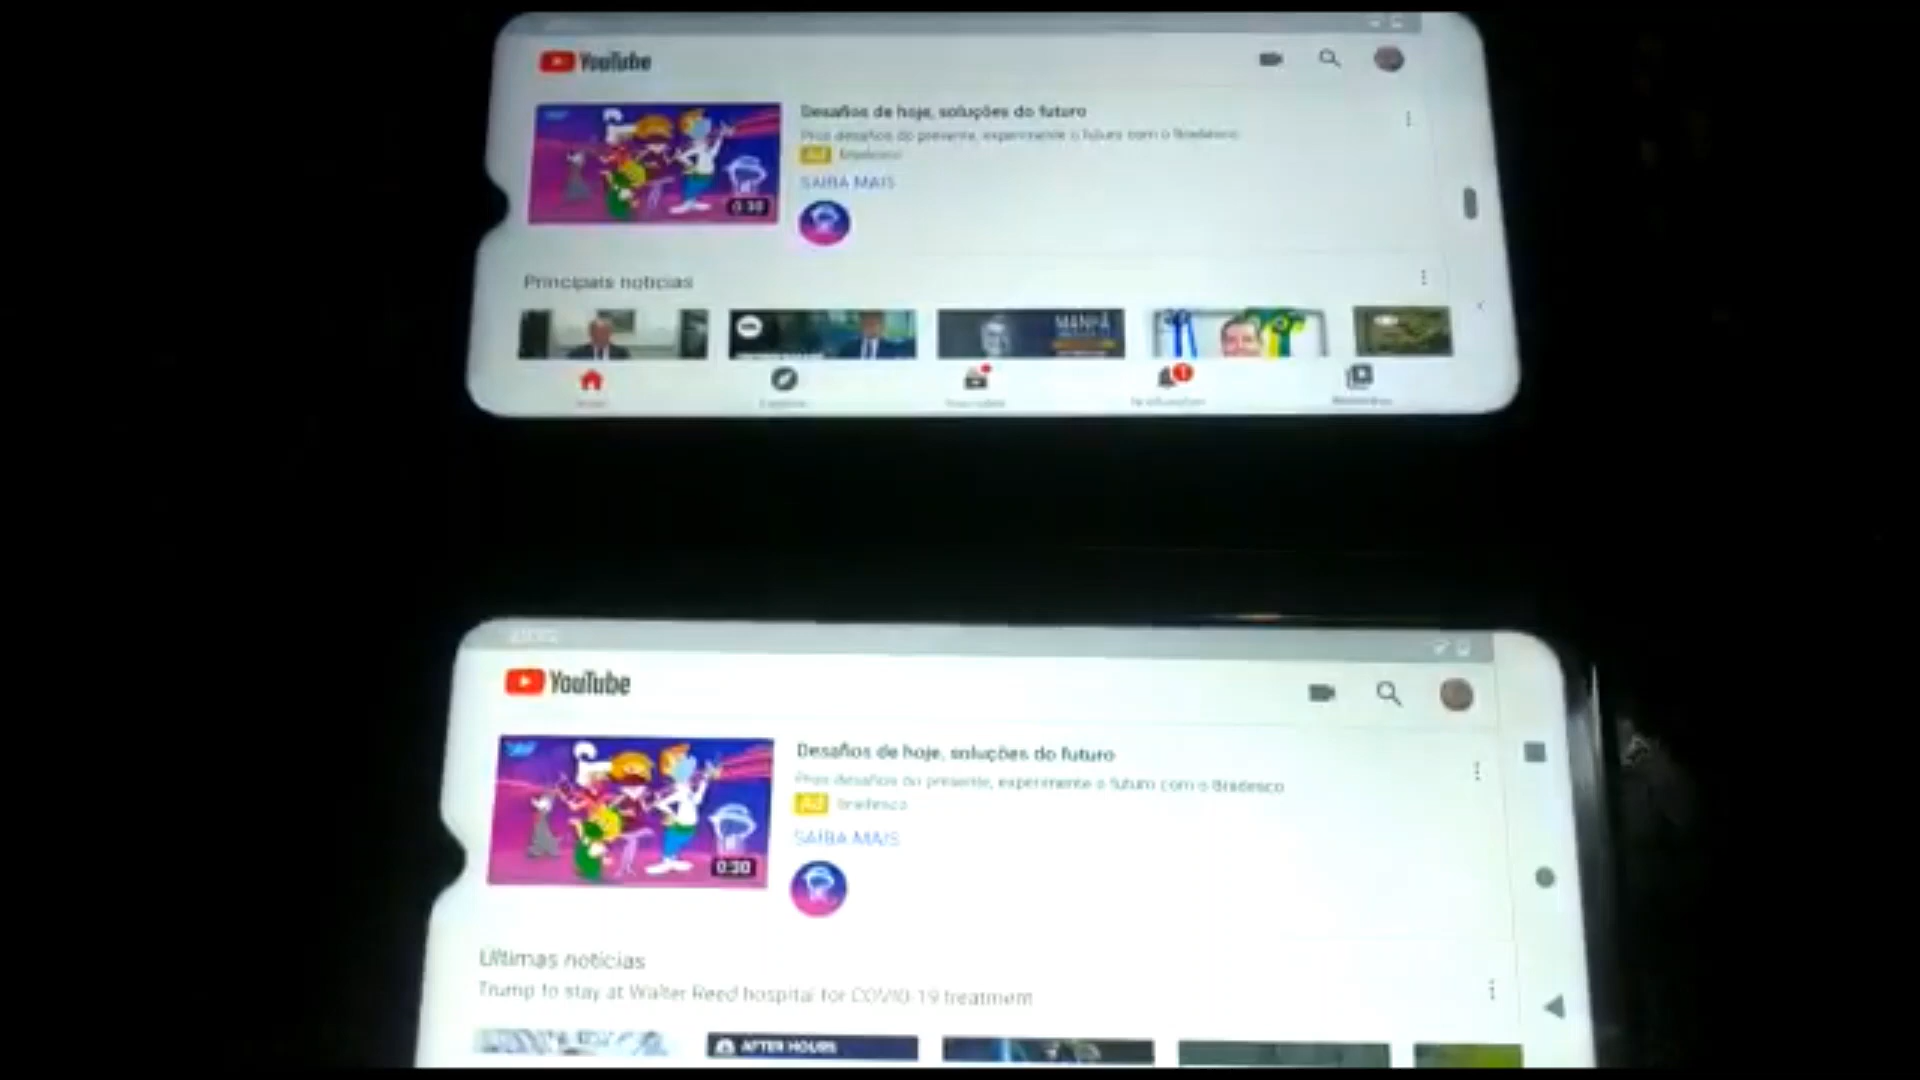 YouTube
Desafios de hoje, soluções do futuro
Pros desafios do presente, experimente o futuro com o Bradesco
Ad Bradesco
SAIBA MAIS
0:30
Principais notícias
MANHÃ
1
YouTube
Desafios de hoje, soluções do futuro
Pros desafios do presente, experimente o futuro com o Bradesco
Ad Bradesco
SAIBA MAIS
0:30
Últimas notícias
Trump to stay at Walter Reed hospital for COVID-19 treatment
AFTER HOURS